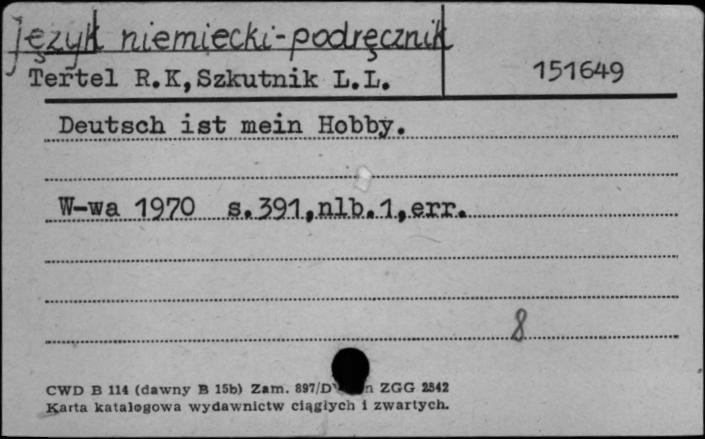 język niemiecki-podręcznik
Tertel R.K,Szkutnik L.L.
151649
Deutsch ist mein Hobby.
W-wa 1970 s.391,nlb.1,err.
8
CWD B 114 (dawny B 15b) Zam. 897/D ZGG 2542
Karta katalogowa wydawnictw ciągłych i zwartych.